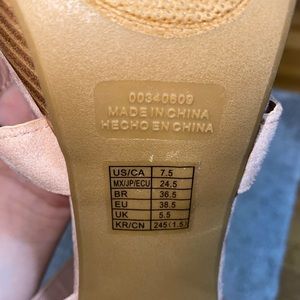 00340809
MADE IN CHINA
HECHO EN CHINA
US/CA 7.5
MX/JP/ECU 24.5
BR 36.5
EU 38.5
UK 5.5
KR/CN 245(1.5)